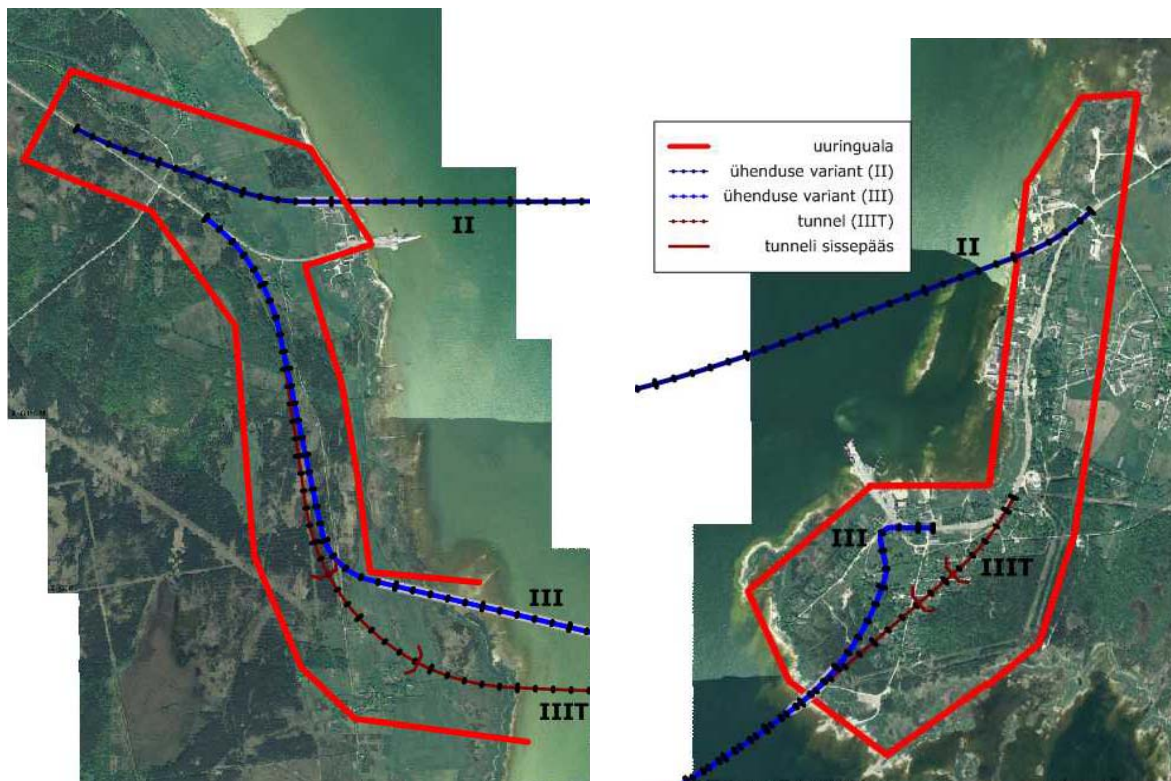 II
III
IIIT
uuringuala
ühenduse variant (II)
ühenduse variant (III)
tunnel (IIIT)
tunneli sissepääs
II
III
IIIT